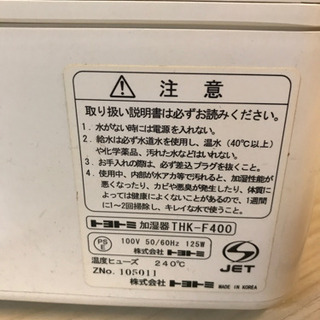 注意
取り扱い説明書は必ずお読みください。
1. 水がない時には電源を入れない。
2. 給水は必ず水道水を使用し、温水（40℃以上）
や化学薬品、汚れた水などはいれない。
3. お手入れの際は、必ず差込プラグを抜くこと。
4. 使用中、内部が水アカ等で汚れると、加湿性能が
悪くなったり、カビや悪臭が発生したり、体質に
よっては健康によくないことがあるので、1週間
に1~2回掃除し、キレイな水で使うこと。
トヨトミ 加湿器 THK-F400
PS E 100V 50/60Hz 125W
株式会社 トヨトミ
温度ヒューズ 240℃
ZNo. 105011
JET
株式会社 トヨトミ MADE IN KOREA